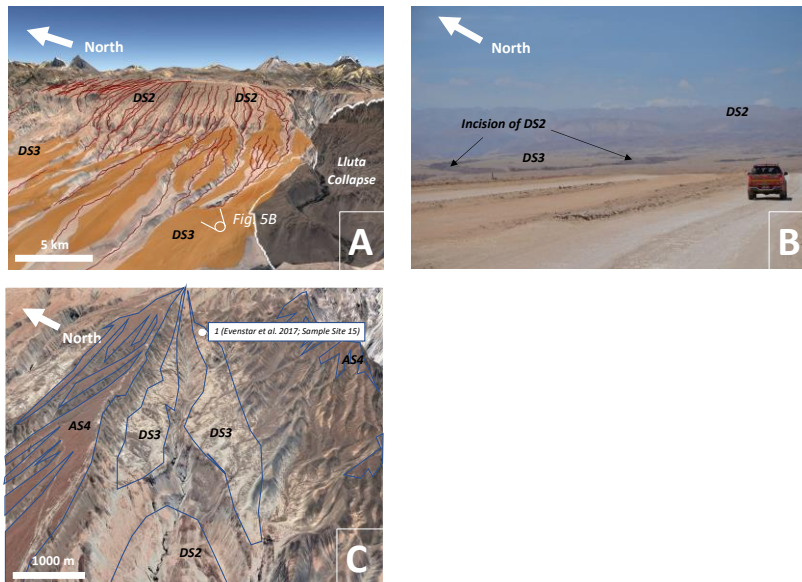 North
DS2
DS2
DS3
Lluta
Collapse
Fig. 5B
DS3
5 km
A
North
DS2
Incision of DS2
DS3
B
North
1 (Evenstar et al. 2017; Sample Site 15)
AS4
AS4
DS3
DS3
DS2
1000 m
C